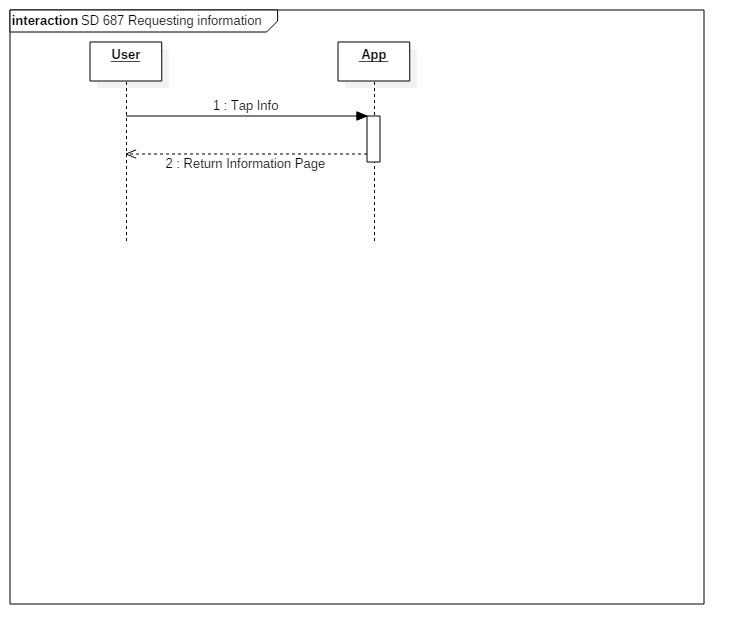 interaction SD 687 Requesting information
User
App
1 : Tap Info
2 : Return Information Page